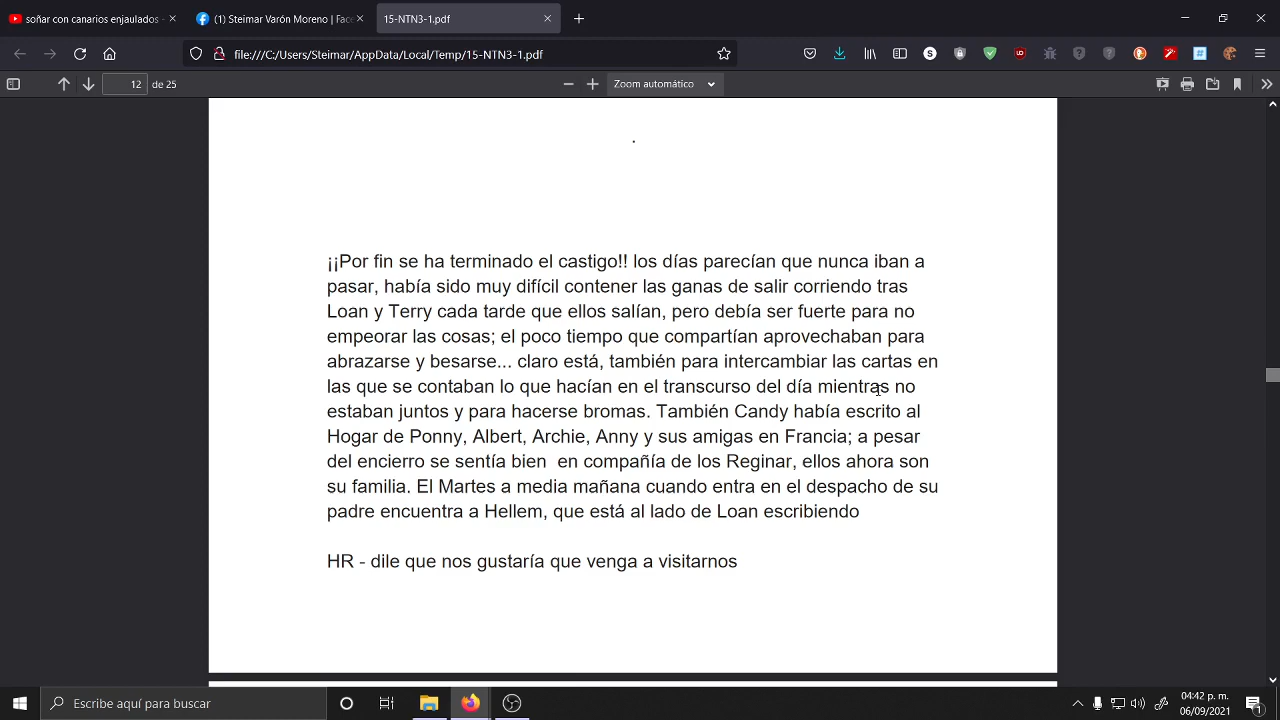 soñar con canarios enjaulados -
(1) Steimar Varón Moreno | Face
15-NTN3-1.pdf
file:///C:/Users/Steimar/AppData/Local/Temp/15-NTN3-1.pdf
12 de 25
Zoom automático
.
¡¡Por fin se ha terminado el castigo!! los días parecían que nunca iban a
pasar, había sido muy difícil contener las ganas de salir corriendo tras
Loan y Terry cada tarde que ellos salían, pero debía ser fuerte para no
empeorar las cosas; el poco tiempo que compartían aprovechaban para
abrazarse y besarse... claro está, también para intercambiar las cartas en
las que se contaban lo que hacían en el transcurso del día mientras no
estaban juntos y para hacerse bromas. También Candy había escrito al
Hogar de Ponny, Albert, Archie, Anny y sus amigas en Francia; a pesar
del encierro se sentía bien  en compañía de los Reginar, ellos ahora son
su familia. El Martes a media mañana cuando entra en el despacho de su
padre encuentra a Hellem, que está al lado de Loan escribiendo
HR - dile que nos gustaría que venga a visitarnos
Escribe aquí para buscar
04:42 p. m.
06/09/2021